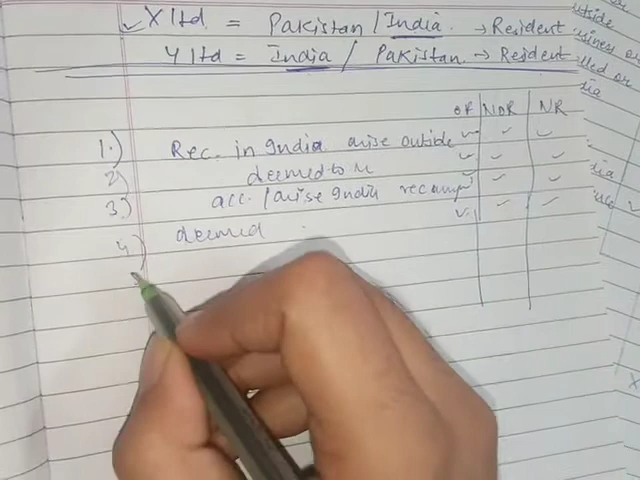 X ltd = Pakistan / India → Resident
Y ltd = India / Pakistan → Resident
OR NOR NR
1.) Rec. in India arise outside ✓ ✓ ✓
2) deemed to ✓ ✓ ✓
3.) acc. / arise India rec ✓ ✓ ✓
4) deemed ✓ ✓ ✓